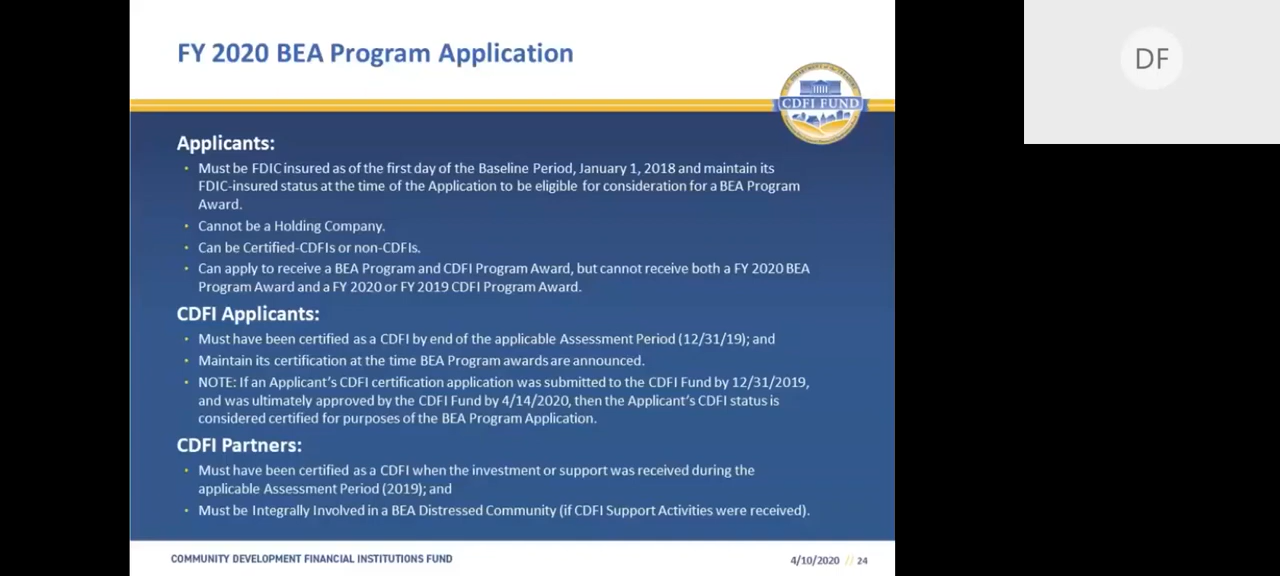 FY 2020 BEA Program Application
DF
CDFI FUND
Applicants:
• Must be FDIC insured as of the first day of the Baseline Period, January 1, 2018 and maintain its
FDIC-insured status at the time of the Application to be eligible for consideration for a BEA Program
Award.
• Cannot be a Holding Company.
• Can be Certified-CDFIs or non-CDFIs.
• Can apply to receive a BEA Program and CDFI Program Award, but cannot receive both a FY 2020 BEA
Program Award and a FY 2020 or FY 2019 CDFI Program Award.
CDFI Applicants:
• Must have been certified as a CDFI by end of the applicable Assessment Period (12/31/19); and
• Maintain its certification at the time BEA Program awards are announced.
• NOTE: If an Applicant's CDFI certification application was submitted to the CDFI Fund by 12/31/2019,
and was ultimately approved by the CDFI Fund by 4/14/2020, then the Applicant's CDFI status is
considered certified for purposes of the BEA Program Application.
CDFI Partners:
• Must have been certified as a CDFI when the investment or support was received during the
applicable Assessment Period (2019); and
• Must be Integrally Involved in a BEA Distressed Community (if CDFI Support Activities were received).
COMMUNITY DEVELOPMENT FINANCIAL INSTITUTIONS FUND
4/10/2020 // 24